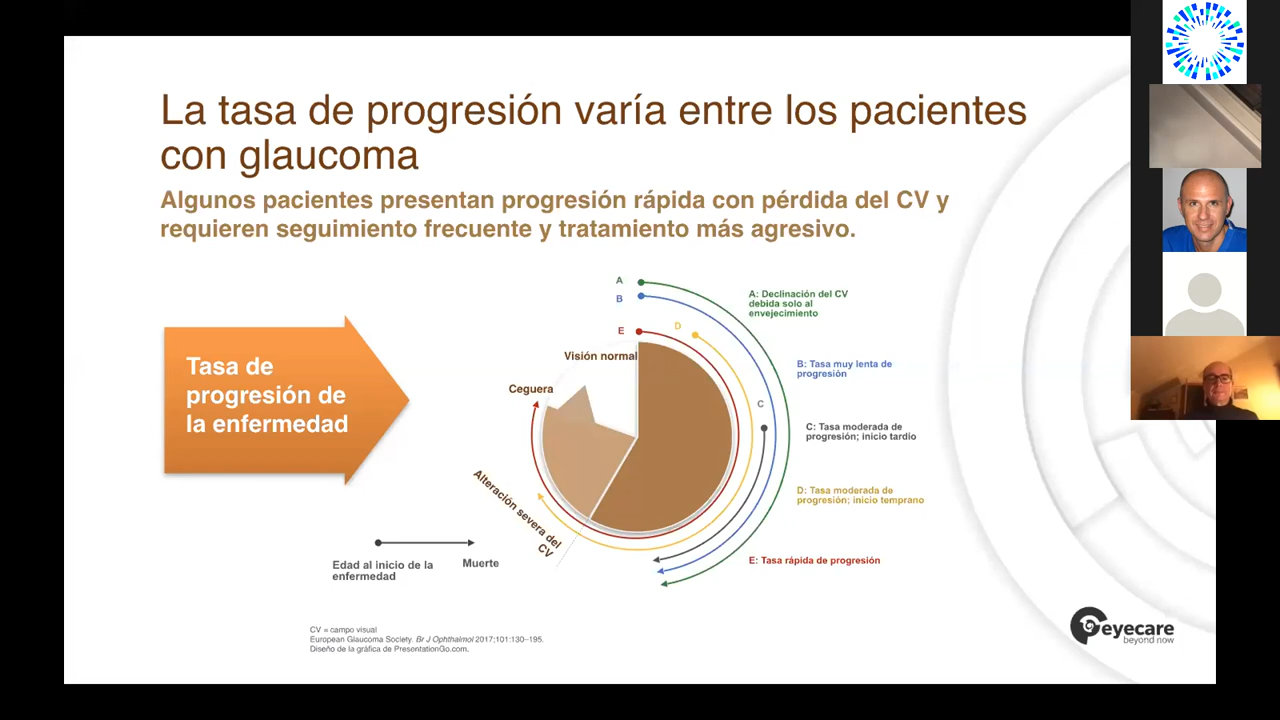 La tasa de progresión varía entre los pacientes
con glaucoma
Algunos pacientes presentan progresión rápida con pérdida del CV y
requieren seguimiento frecuente y tratamiento más agresivo.
Tasa de
progresión de
la enfermedad
A
B
E
D
C
Visión normal
Ceguera
Alteración severa del
CV
A: Declinación del CV
debida solo al
envejecimiento
B: Tasa muy lenta de
progresión
C: Tasa moderada de
progresión; inicio tardío
D: Tasa moderada de
progresión; inicio temprano
E: Tasa rápida de progresión
Edad al inicio de la
enfermedad
Muerte
CV = campo visual
European Glaucoma Society. Br J Ophthalmol 2017;101:130–195.
Diseño de la gráfica de PresentationGo.com.
eyecare
beyond now